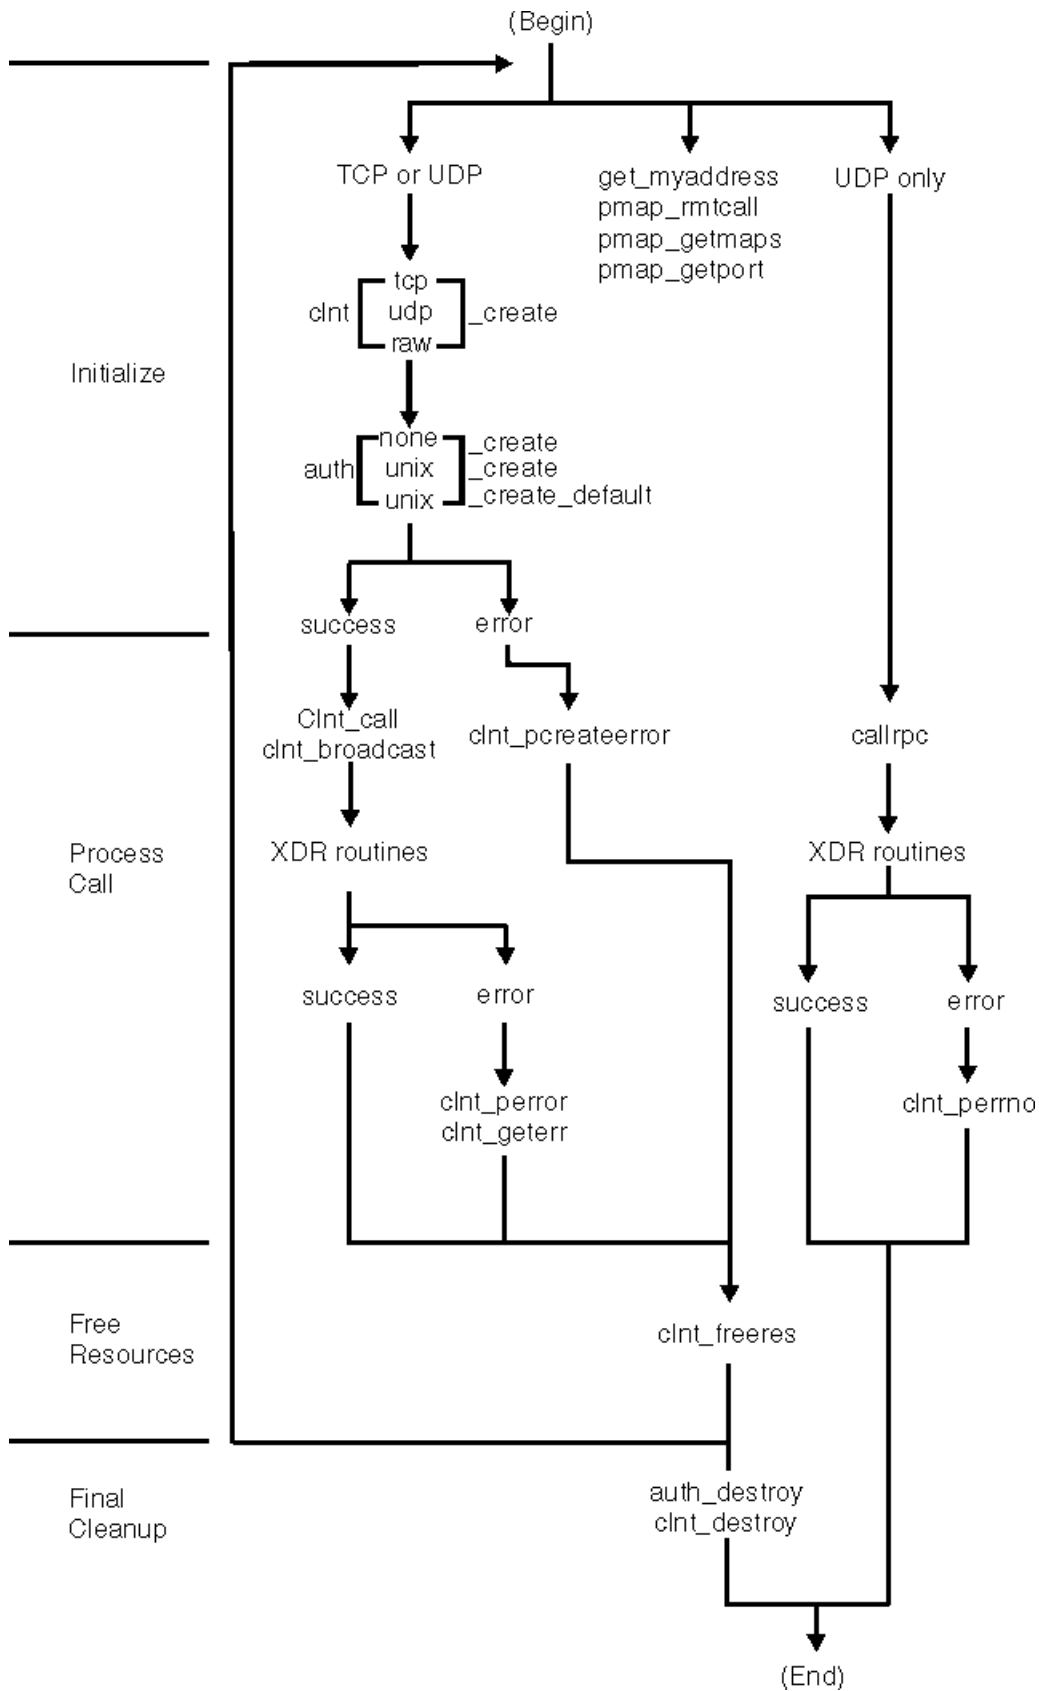 (Begin)
TCP or UDP
get_myaddress
pmap_rmtcall
pmap_getmaps
pmap_getport
UDP only
clnt
tcp
udp
raw
_create
Initialize
auth
none
unix
unix
_create
_create
_create_default
success
error
Clnt_call
clnt_broadcast
clnt_pcreateerror
callrpc
Process
Call
XDR routines
XDR routines
success
error
success
error
clnt_perror
clnt_geterr
clnt_perrno
Free
Resources
clnt_freeres
Final
Cleanup
auth_destroy
clnt_destroy
(End)